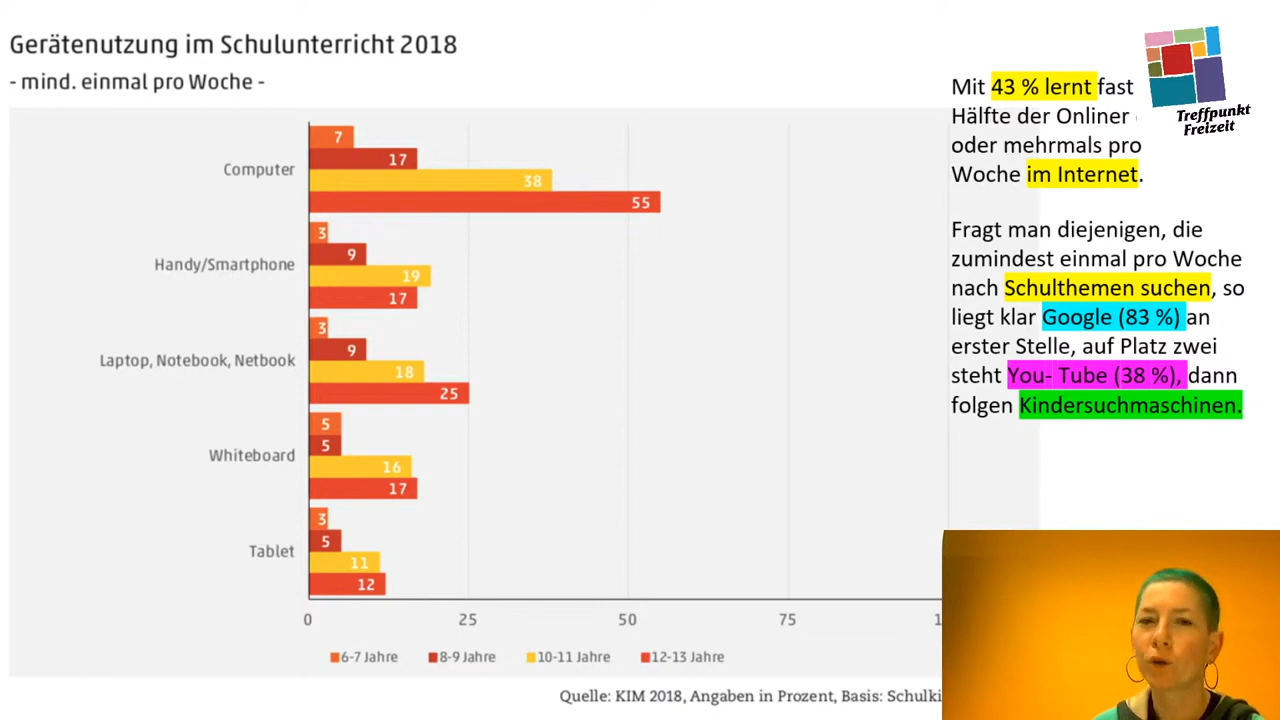 Gerätenutzung im Schulunterricht 2018
- mind. einmal pro Woche -
Computer
7
17
38
55
Handy/Smartphone
3
9
19
17
Laptop, Notebook, Netbook
3
9
18
25
Whiteboard
5
5
16
17
Tablet
3
5
11
12
0 25 50 75
6-7 Jahre 8-9 Jahre 10-11 Jahre 12-13 Jahre
Quelle: KIM 2018, Angaben in Prozent, Basis:
Treffpunkt
Freizeit
Mit 43 % lernt fast
Hälfte der Onliner
oder mehrmals pro
Woche im Internet.
Fragt man diejenigen, die
zumindest einmal pro Woche
nach Schulthemen suchen, so
liegt klar Google (83 %) an
erster Stelle, auf Platz zwei
steht You- Tube (38 %), dann
folgen Kindersuchmaschinen.